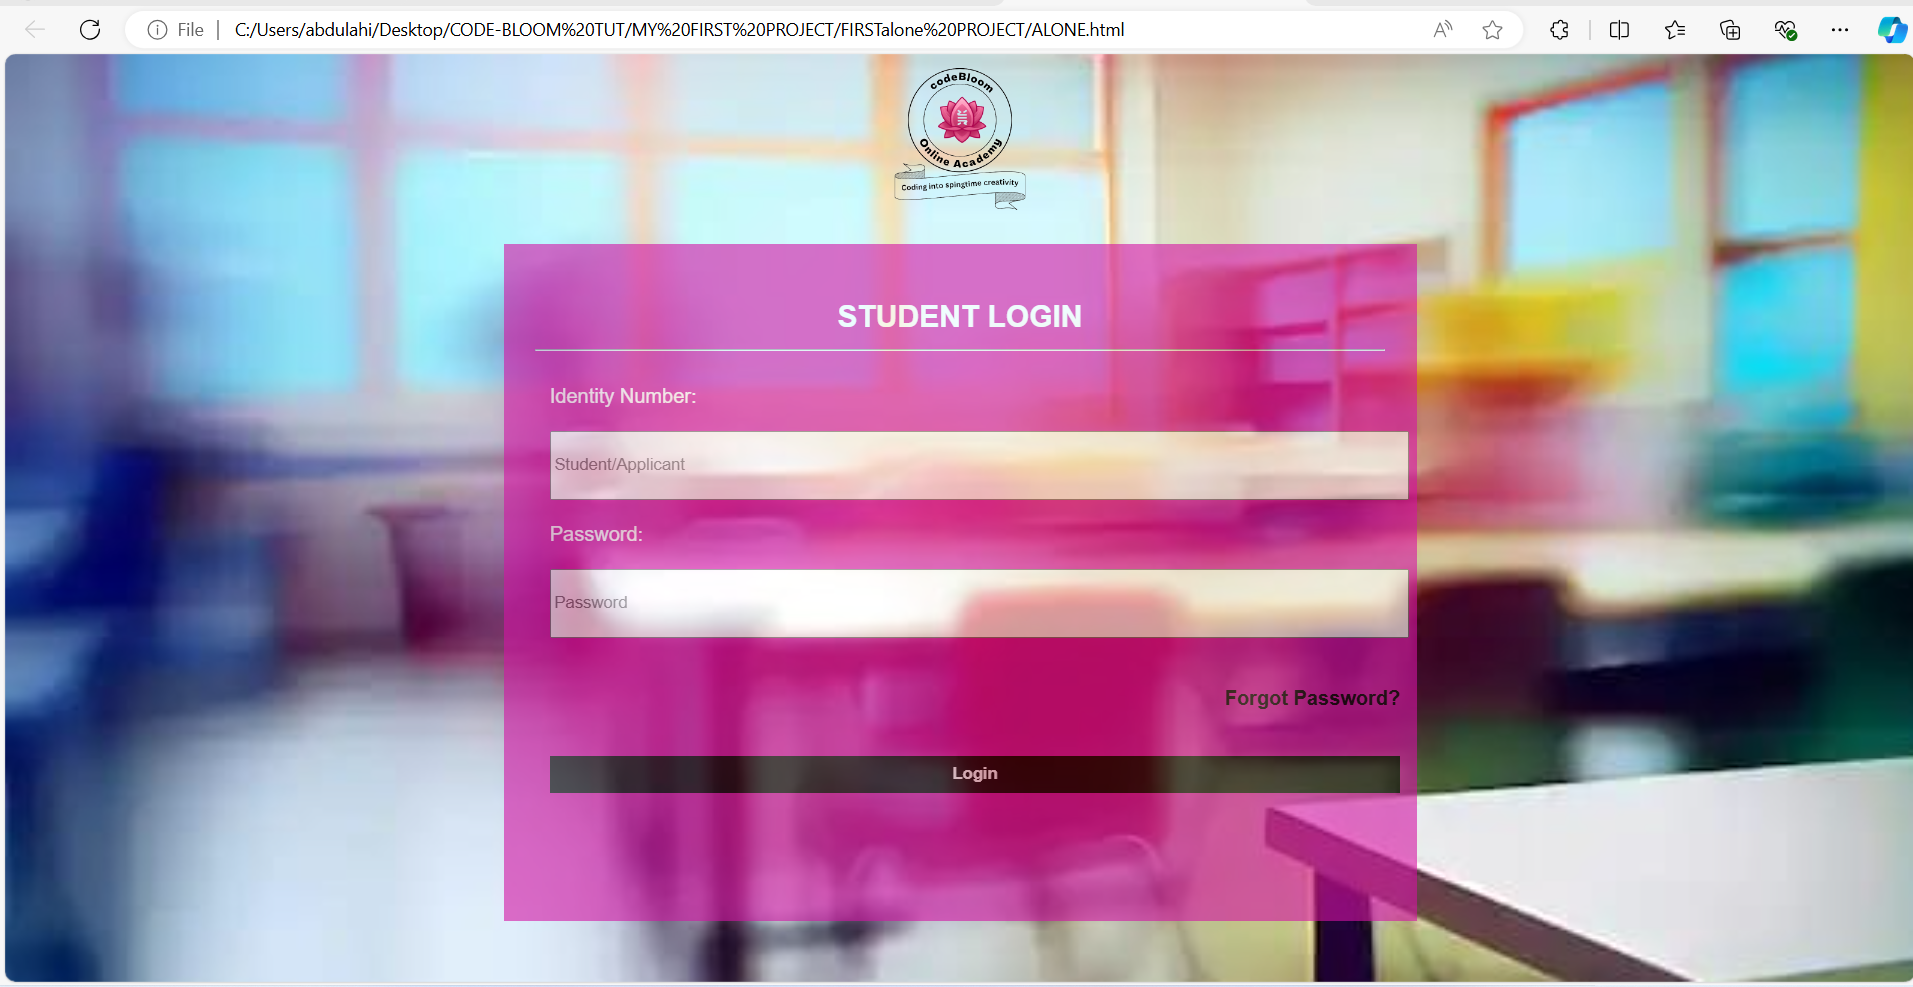 File
C:/Users/abdulahi/Desktop/CODE-BLOOM%20TUT/MY%20FIRST%20PROJECT/FIRSTalone%20PROJECT/ALONE.html
codeBloom
Online Academy
Coding into spingtime creativity
STUDENT LOGIN
Identity Number:
Student/Applicant
Password:
Password
Forgot Password?
Login